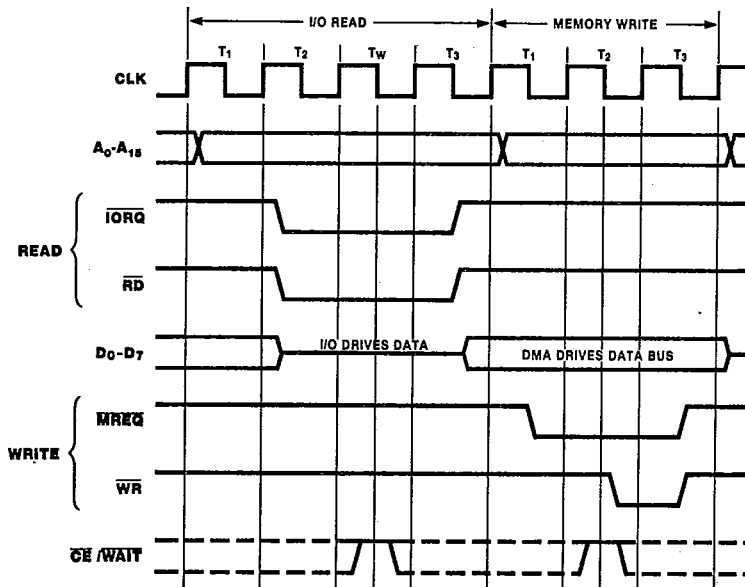 I/O READ MEMORY WRITE
T1 T2 TW T3 T1 T2 T3
CLK
A0-A15
IORQ
READ
RD
D0-D7 I/O DRIVES DATA DMA DRIVES DATA BUS
MREQ
WRITE
WR
CE/WAIT